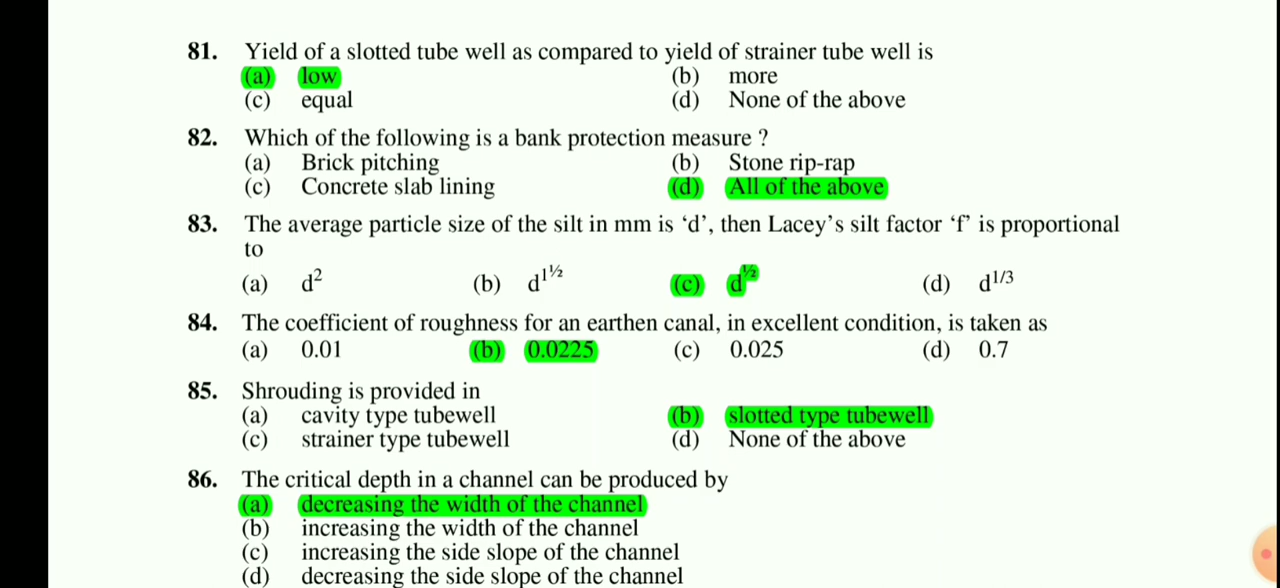 81. Yield of a slotted tube well as compared to yield of strainer tube well is
(a) low (b) more
(c) equal (d) None of the above
82. Which of the following is a bank protection measure ?
(a) Brick pitching (b) Stone rip-rap
(c) Concrete slab lining (d) All of the above
83. The average particle size of the silt in mm is ‘d’, then Lacey’s silt factor ‘f’ is proportional
to
(a) d² (b) d^1½ (c) d^½ (d) d^1/3
84. The coefficient of roughness for an earthen canal, in excellent condition, is taken as
(a) 0.01 (b) 0.0225 (c) 0.025 (d) 0.7
85. Shrouding is provided in
(a) cavity type tubewell (b) slotted type tubewell
(c) strainer type tubewell (d) None of the above
86. The critical depth in a channel can be produced by
(a) decreasing the width of the channel
(b) increasing the width of the channel
(c) increasing the side slope of the channel
(d) decreasing the side slope of the channel